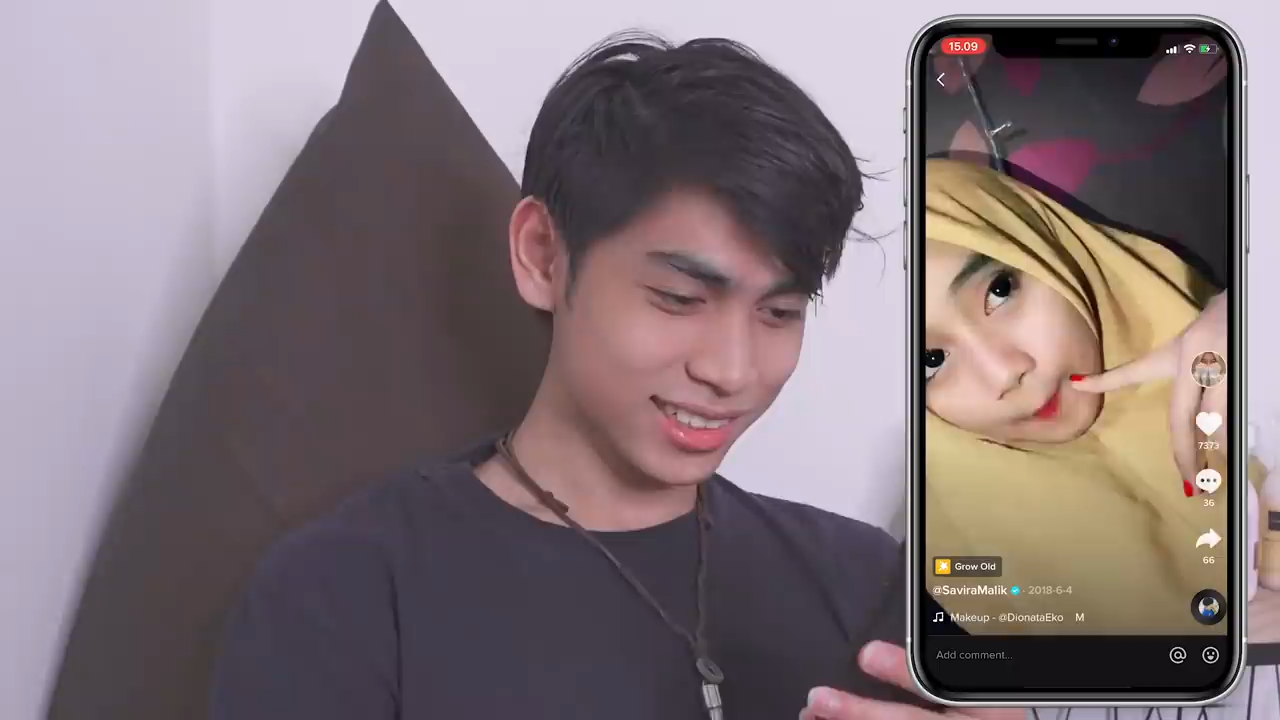 15.09
7373
36
66
Grow Old
@SaviraMalik · 2018-6-4
Makeup - @DionataEko M
Add comment...